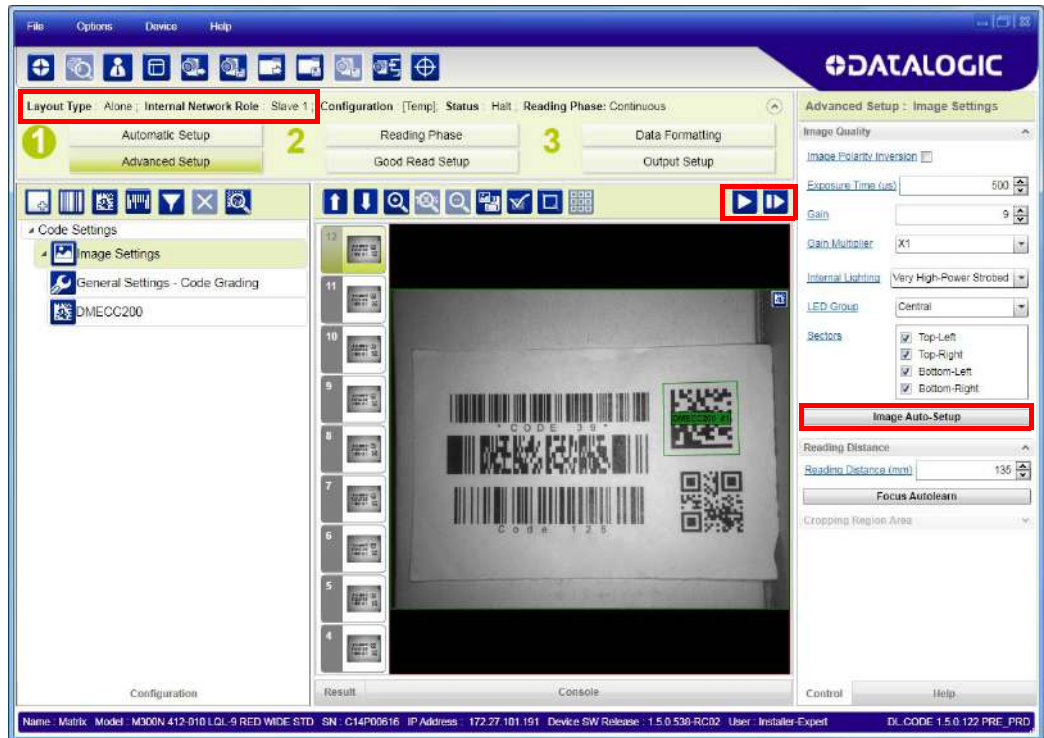 File Options Device Help
DATALOGIC
Layout Type : Alone ; Internal Network Role : Slave 1 ; Configuration : [Temp]; Status : Halt ; Reading Phase: Continuous
Advanced Setup : Image Settings
1 Automatic Setup 2 Reading Phase 3 Data Formatting
Advanced Setup Good Read Setup Output Setup
Image Quality
Image Polarity Inversion
Exposure Time (us) 500
Gain 9
Gain Multiplier X1
Internal Lighting Very High-Power Strobed
LED Group Central
Sectors Top-Left
Top-Right
Bottom-Left
Bottom-Right
Image Auto-Setup
Reading Distance
Reading Distance (mm) 135
Focus Autolearn
Cropping Region Area
Code Settings
Image Settings
General Settings - Code Grading
DMECC200
12
11
10
9
8
7
6
5
4
* CODE 39 *
DMECC200 #1
Code 128
Configuration
Result Console
Control Help
Name : Matrix Model : M300N 412-010 LQL-9 RED WIDE STD SN : C14P00616 IP Address : 172.27.101.191 Device SW Release : 1.5.0.538-RC02 User : Installer-Expert DL.CODE 1.5.0.122 PRE_PRD